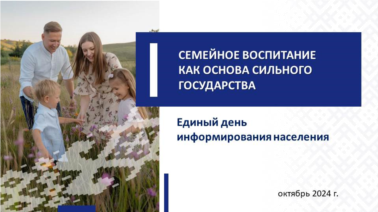 СЕМЕЙНОЕ ВОСПИТАНИЕ
КАК ОСНОВА СИЛЬНОГО
ГОСУДАРСТВА
Единый день
информирования населения
октябрь 2024 г.